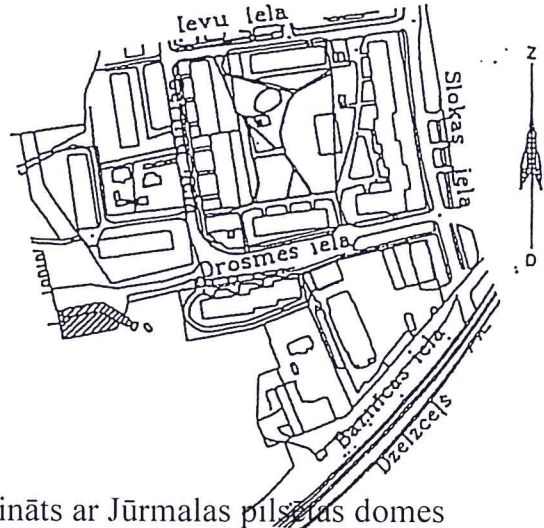 Ievu iela
Z
Slokas iela
Drosmes iela
D
Baznīcas iela
Dzelzceļš
ināts ar Jūrmalas pilsētas domes